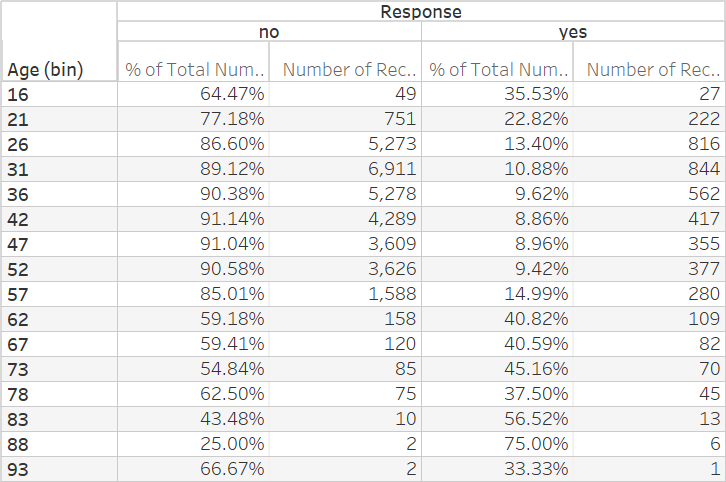 Response
no yes
Age (bin) % of Total Num.. Number of Rec.. % of Total Num.. Number of Rec..
16 64.47% 49 35.53% 27
21 77.18% 751 22.82% 222
26 86.60% 5,273 13.40% 816
31 89.12% 6,911 10.88% 844
36 90.38% 5,278 9.62% 562
42 91.14% 4,289 8.86% 417
47 91.04% 3,609 8.96% 355
52 90.58% 3,626 9.42% 377
57 85.01% 1,588 14.99% 280
62 59.18% 158 40.82% 109
67 59.41% 120 40.59% 82
73 54.84% 85 45.16% 70
78 62.50% 75 37.50% 45
83 43.48% 10 56.52% 13
88 25.00% 2 75.00% 6
93 66.67% 2 33.33% 1